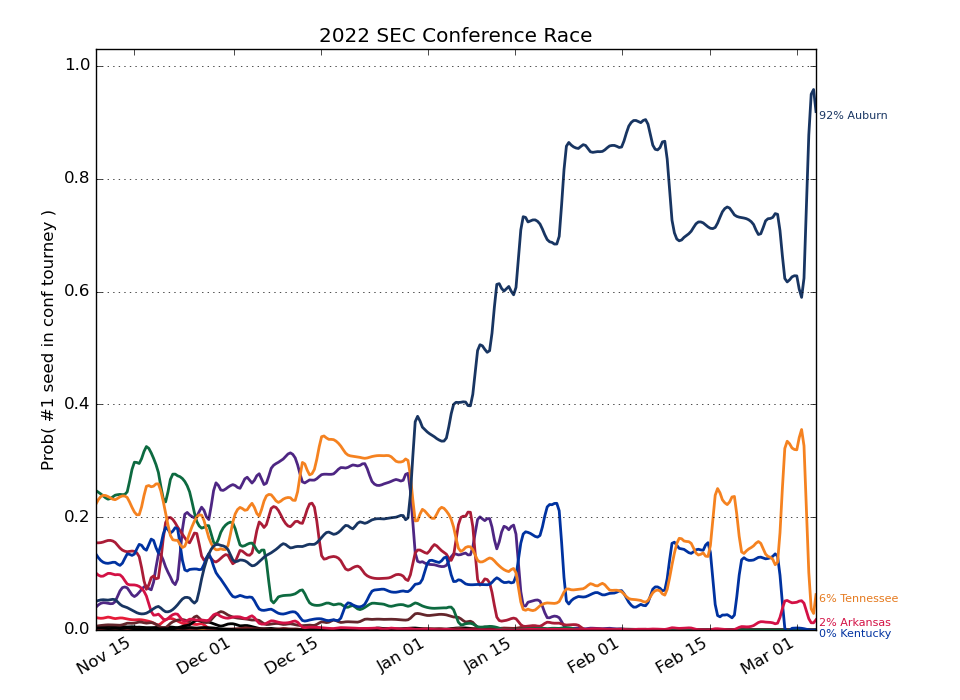 2022 SEC Conference Race
Prob( #1 seed in conf tourney )
1.0
0.8
0.6
0.4
0.2
0.0
Nov 15
Dec 01
Dec 15
Jan 01
Jan 15
Feb 01
Feb 15
Mar 01
92% Auburn
6% Tennessee
2% Arkansas
0% Kentucky